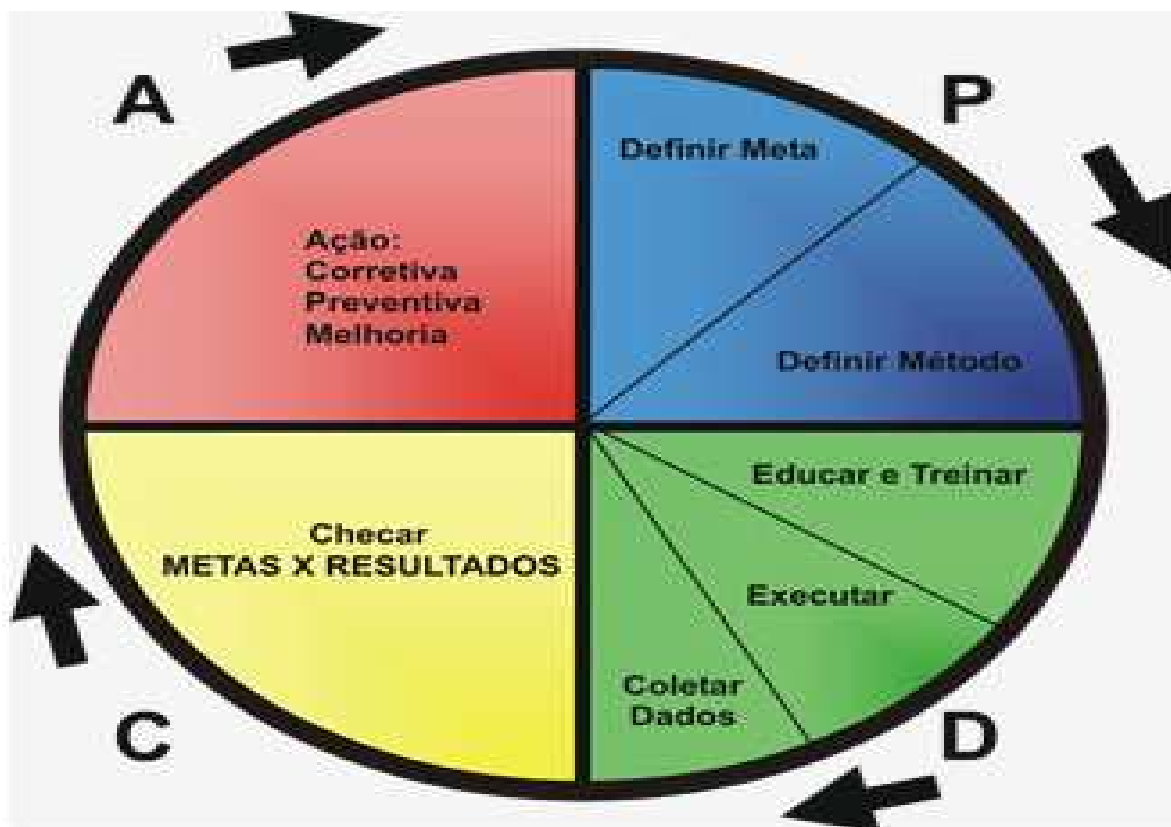 A
P
Definir Meta
Ação:
Corretiva
Preventiva
Melhoria
Definir Método
Educar e Treinar
Checar
METAS X RESULTADOS
Executar
Coletar
Dados
C
D